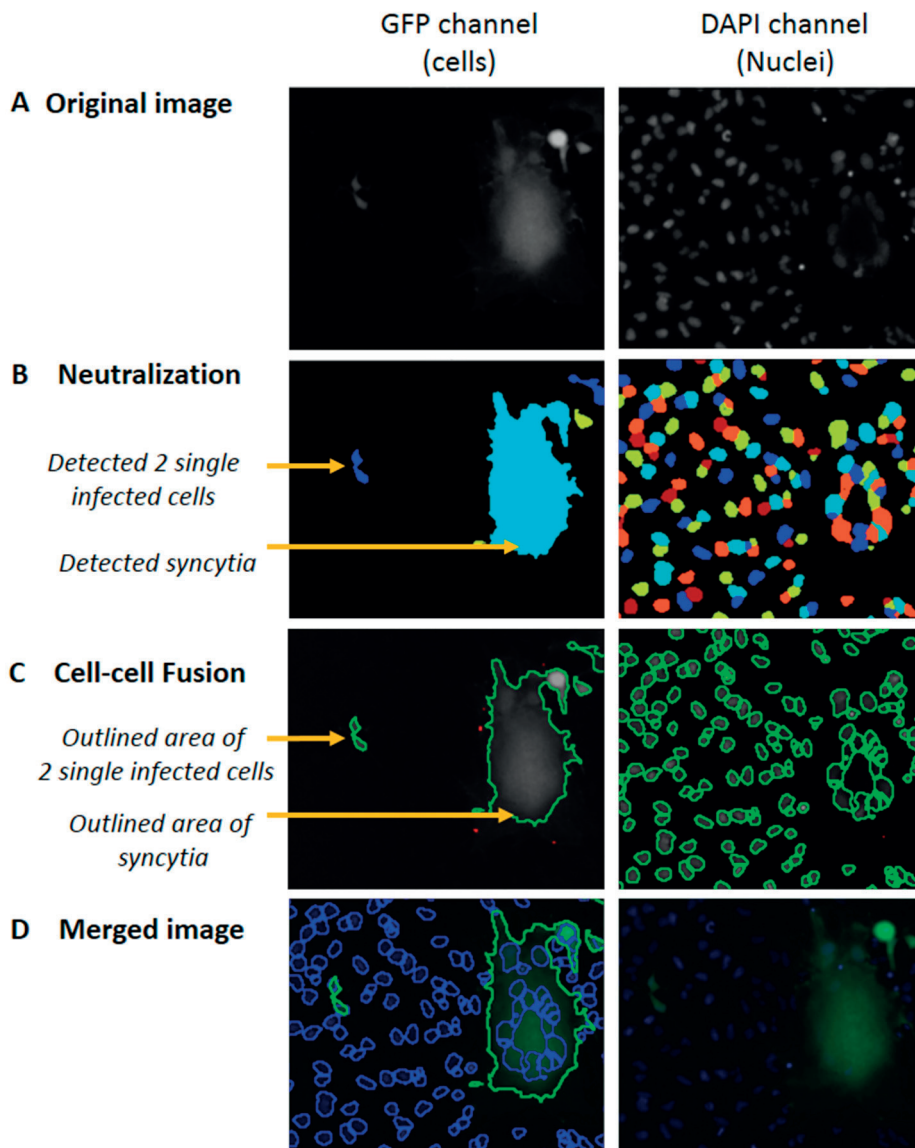 GFP channel
(cells)
DAPI channel
(Nuclei)
A Original image
B Neutralization
Detected 2 single
infected cells
Detected syncytia
C Cell-cell Fusion
Outlined area of
2 single infected cells
Outlined area of
syncytia
D Merged image